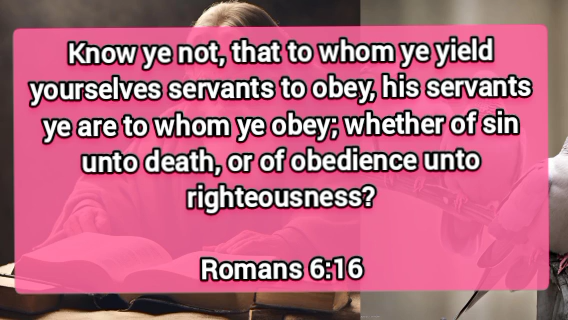 Know ye not, that to whom ye yield
yourselves servants to obey, his servants
ye are to whom ye obey; whether of sin
unto death, or of obedience unto
righteousness?
Romans 6:16